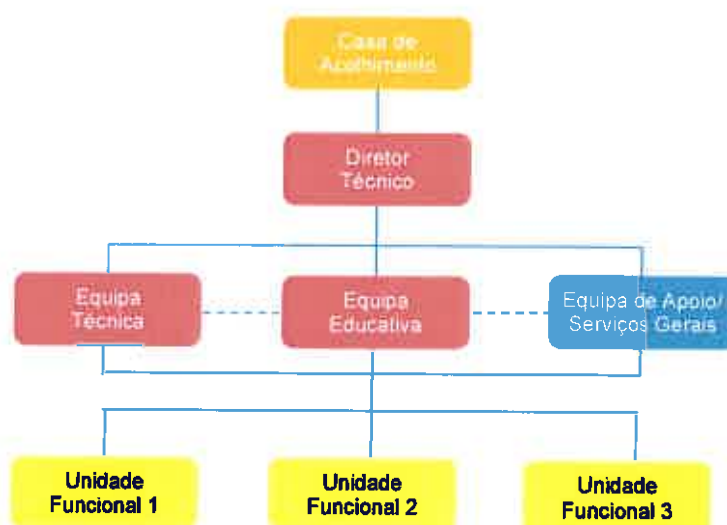 Casa de
Acolhimento
Diretor
Técnico
Equipa
Técnica
Equipa
Educativa
Equipa de Apoio/
Serviços Gerais
Unidade
Funcional 1
Unidade
Funcional 2
Unidade
Funcional 3